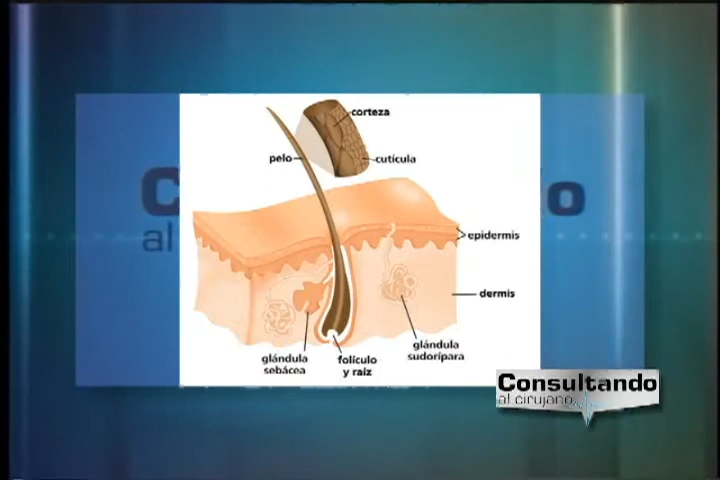 corteza
pelo
cutícula
epidermis
dermis
glándula
sebácea
folículo
y raíz
glándula
sudorípara
Consultando
al cirujano